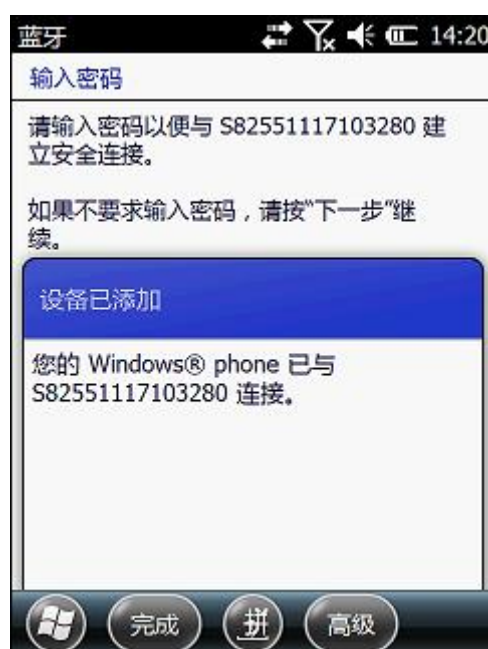 蓝牙
14:20
输入密码
请输入密码以便与 S82551117103280 建
立安全连接。
如果不要求输入密码，请按“下一步”继
续。
设备已添加
您的 Windows® phone 已与
S82551117103280 连接。
完成
拼
高级